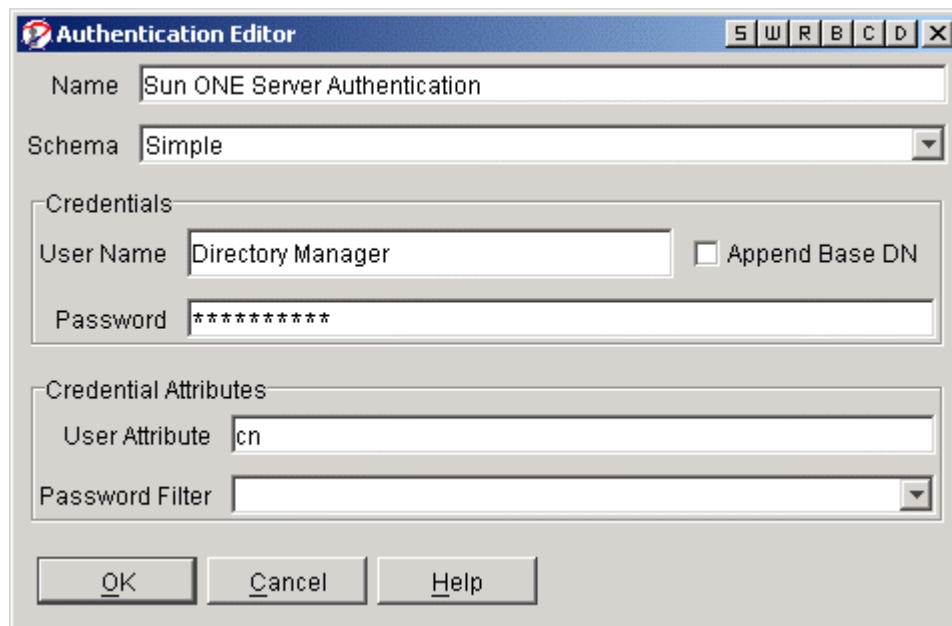 Authentication Editor S W R B C D X
Name Sun ONE Server Authentication
Schema Simple
Credentials
User Name Directory Manager Append Base DN
Password **********
Credential Attributes
User Attribute cn
Password Filter
OK Cancel Help